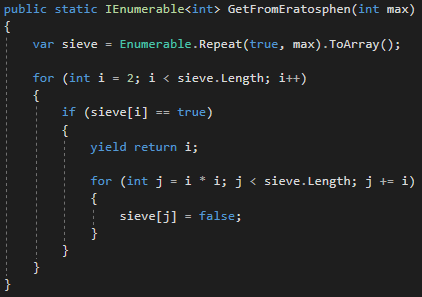 public static IEnumerable<int> GetFromEratosphen(int max)
{
    var sieve = Enumerable.Repeat(true, max).ToArray();

    for (int i = 2; i < sieve.Length; i++)
    {
        if (sieve[i] == true)
        {
            yield return i;

            for (int j = i * i; j < sieve.Length; j += i)
            {
                sieve[j] = false;
            }
        }
    }
}